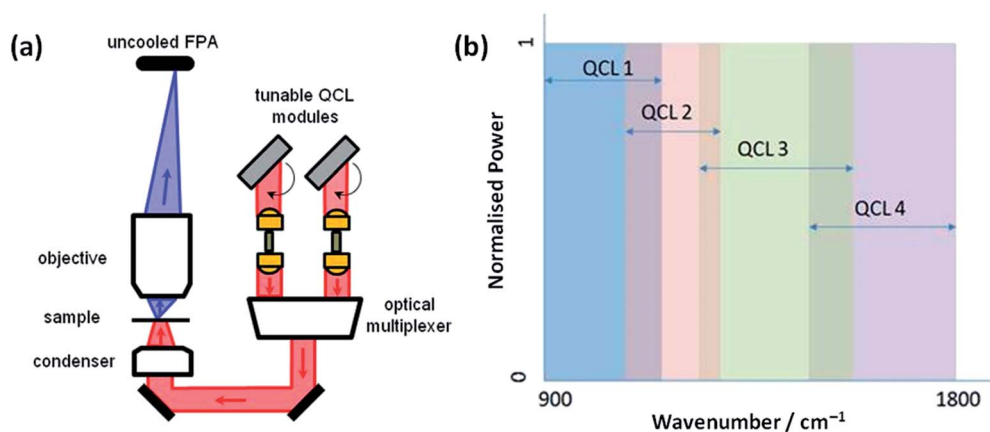 (a)
uncooled FPA
tunable QCL
modules
objective
sample
condenser
optical
multiplexer
(b)
1
Normalised Power
0
QCL 1
QCL 2
QCL 3
QCL 4
900
1800
Wavenumber / cm⁻¹